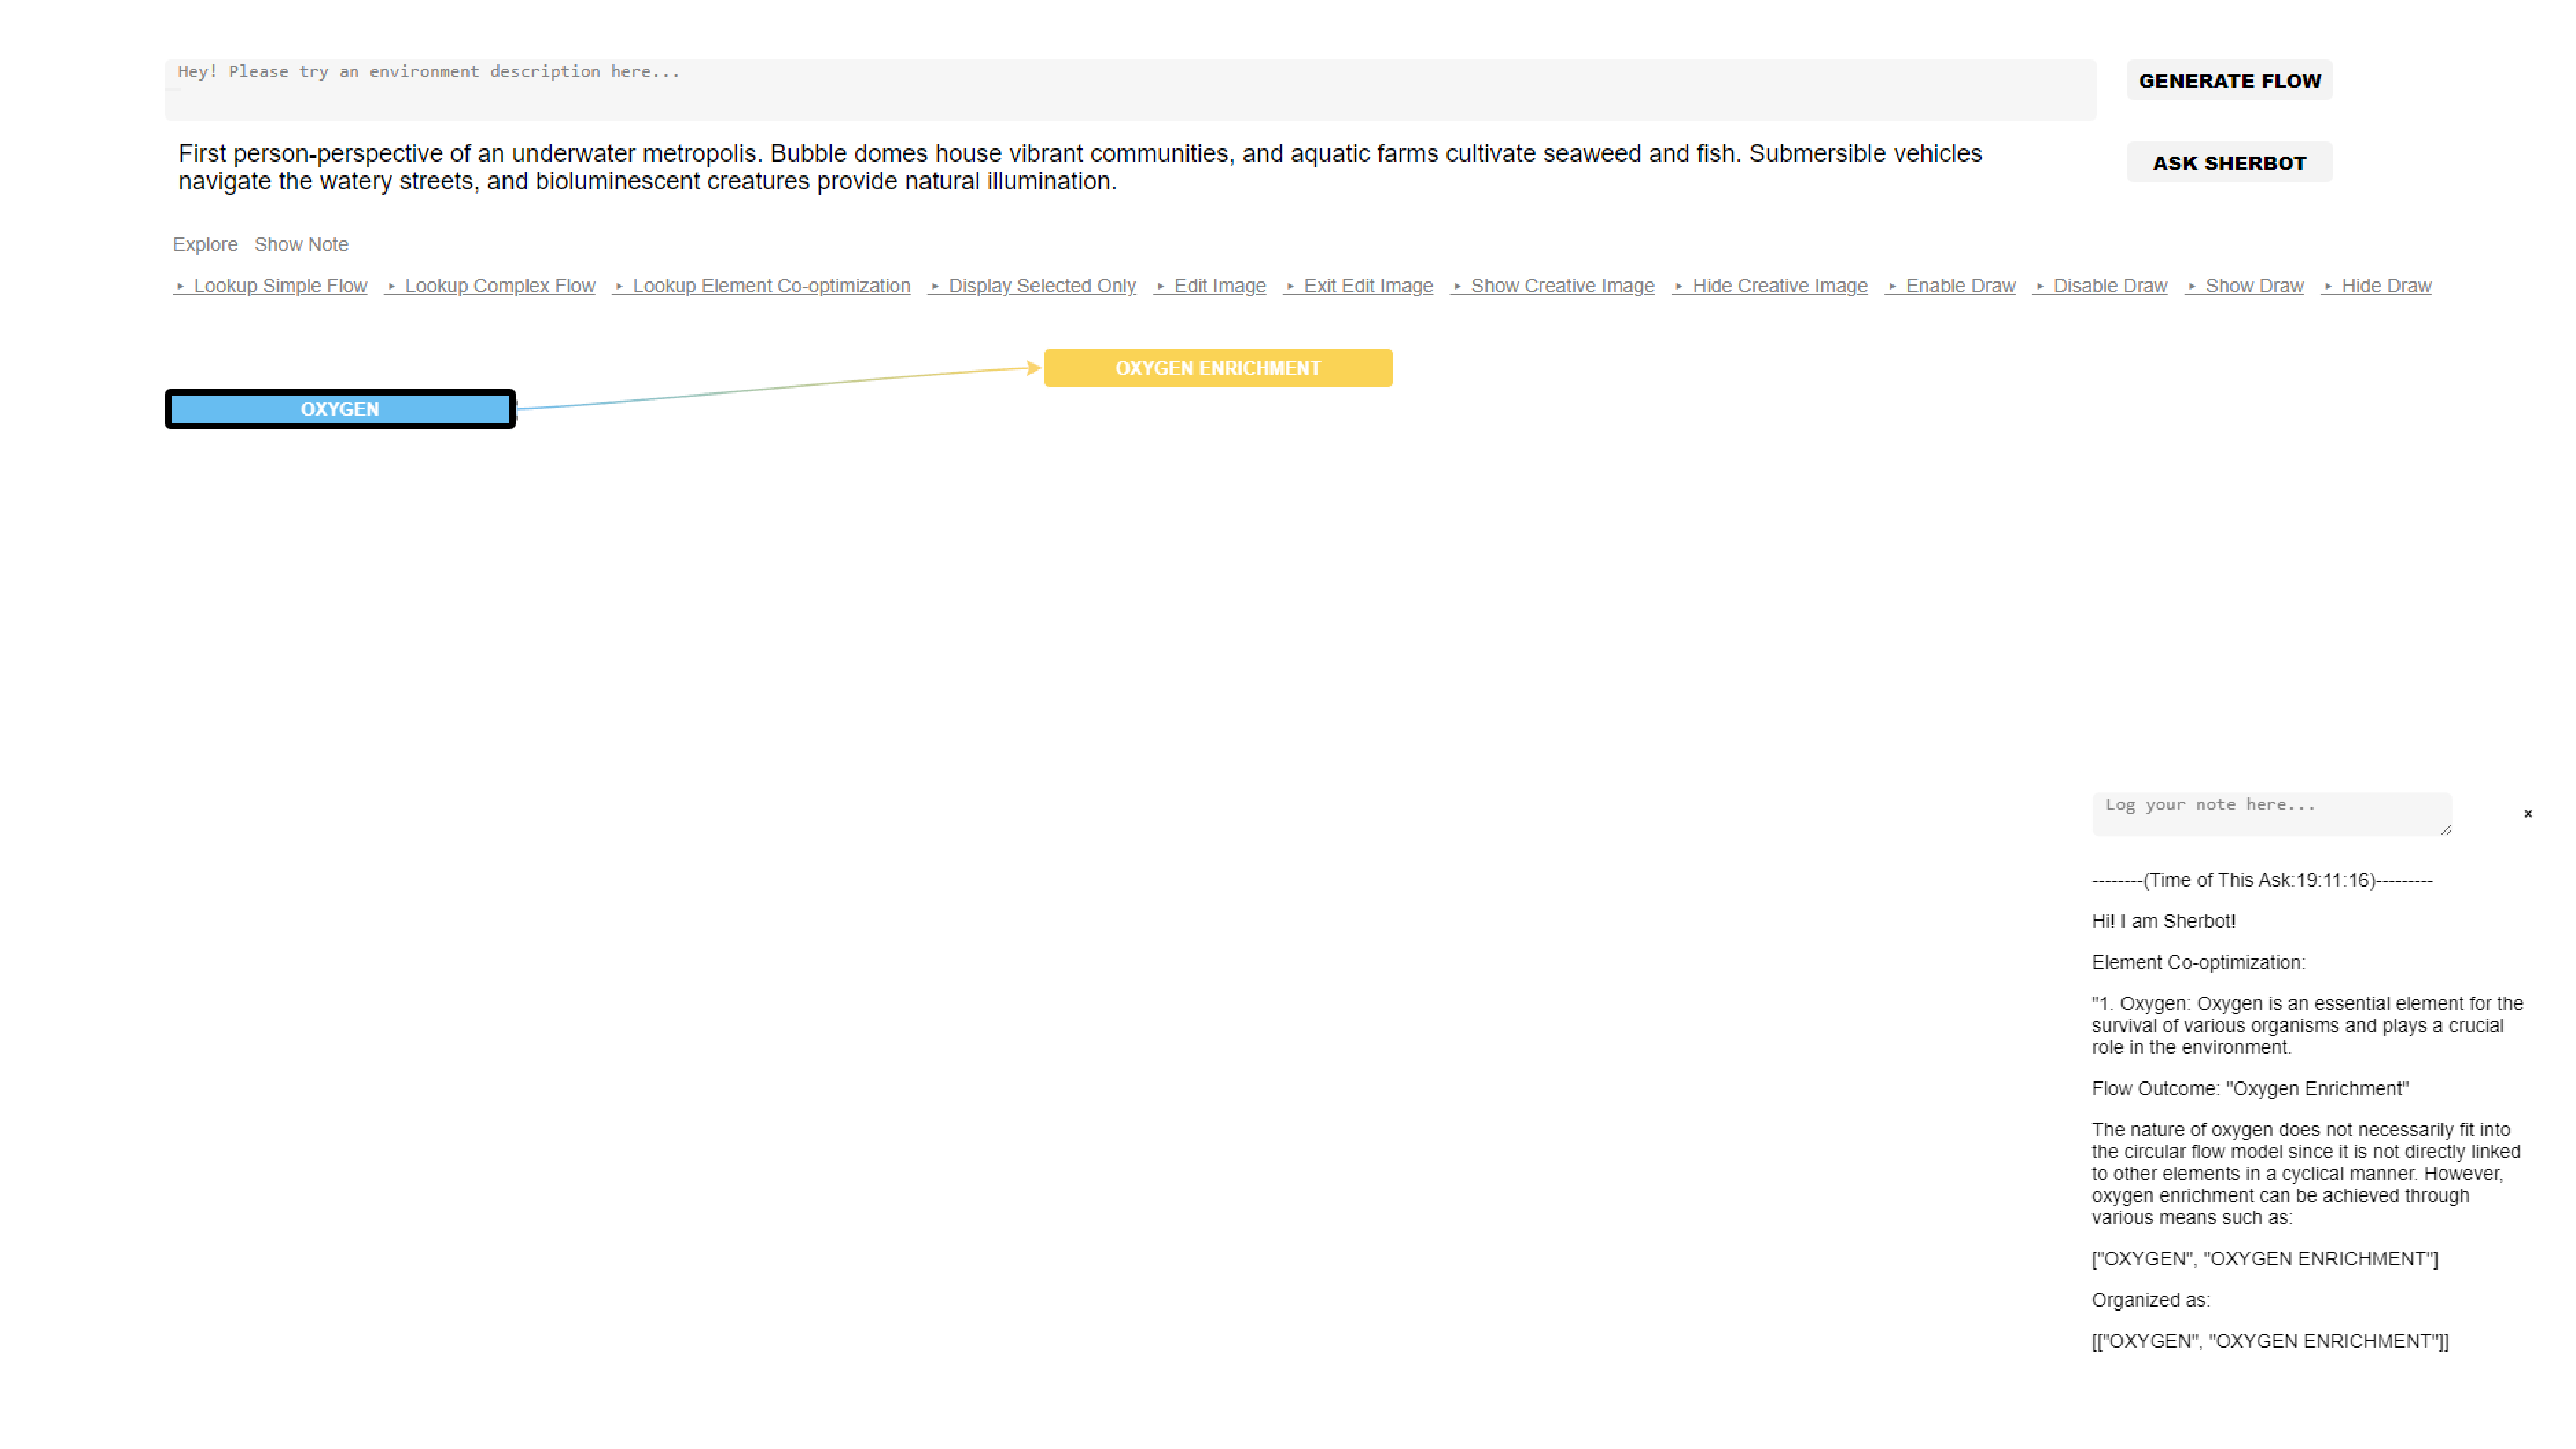 Hey! Please try an environment description here...
GENERATE FLOW
First person-perspective of an underwater metropolis. Bubble domes house vibrant communities, and aquatic farms cultivate seaweed and fish. Submersible vehicles
navigate the watery streets, and bioluminescent creatures provide natural illumination.
ASK SHERBOT
Explore Show Note
‣ Lookup Simple Flow ‣ Lookup Complex Flow ‣ Lookup Element Co-optimization ‣ Display Selected Only ‣ Edit Image ‣ Exit Edit Image ‣ Show Creative Image ‣ Hide Creative Image ‣ Enable Draw ‣ Disable Draw ‣ Show Draw ‣ Hide Draw
OXYGEN ENRICHMENT
OXYGEN
Log your note here...
×
--------(Time of This Ask:19:11:16)---------
Hi! I am Sherbot!
Element Co-optimization:
"1. Oxygen: Oxygen is an essential element for the
survival of various organisms and plays a crucial
role in the environment.
Flow Outcome: "Oxygen Enrichment"
The nature of oxygen does not necessarily fit into
the circular flow model since it is not directly linked
to other elements in a cyclical manner. However,
oxygen enrichment can be achieved through
various means such as:
["OXYGEN", "OXYGEN ENRICHMENT"]
Organized as:
[["OXYGEN", "OXYGEN ENRICHMENT"]]